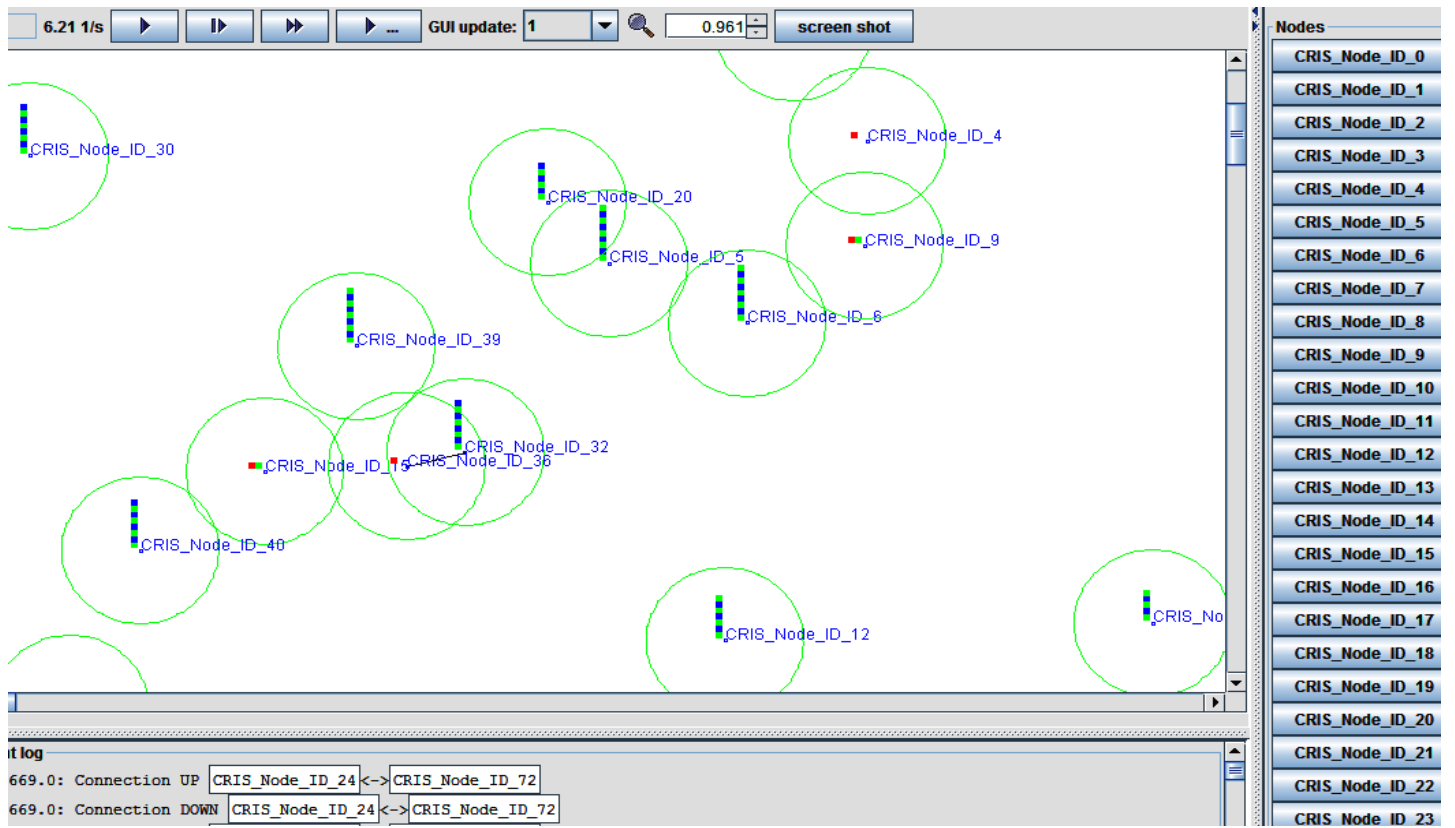 6.21 1/s ... GUI update: 1 0.961 screen shot
Nodes
CRIS_Node_ID_0
CRIS_Node_ID_1
CRIS_Node_ID_2
CRIS_Node_ID_3
CRIS_Node_ID_4
CRIS_Node_ID_5
CRIS_Node_ID_6
CRIS_Node_ID_7
CRIS_Node_ID_8
CRIS_Node_ID_9
CRIS_Node_ID_10
CRIS_Node_ID_11
CRIS_Node_ID_12
CRIS_Node_ID_13
CRIS_Node_ID_14
CRIS_Node_ID_15
CRIS_Node_ID_16
CRIS_Node_ID_17
CRIS_Node_ID_18
CRIS_Node_ID_19
CRIS_Node_ID_20
CRIS_Node_ID_21
CRIS_Node_ID_22
CRIS_Node_ID_23
CRIS_Node_ID_4
CRIS_Node_ID_30
CRIS_Node_ID_20
CRIS_Node_ID_9
CRIS_Node_ID_5
CRIS_Node_ID_6
CRIS_Node_ID_39
CRIS_Node_ID_32
CRIS_Node_ID_36
CRIS_Node_ID_15
CRIS_Node_ID_40
CRIS_No
CRIS_Node_ID_12
t log
669.0: Connection UP CRIS_Node_ID_24<->CRIS_Node_ID_72
669.0: Connection DOWN CRIS_Node_ID_24<->CRIS_Node_ID_72